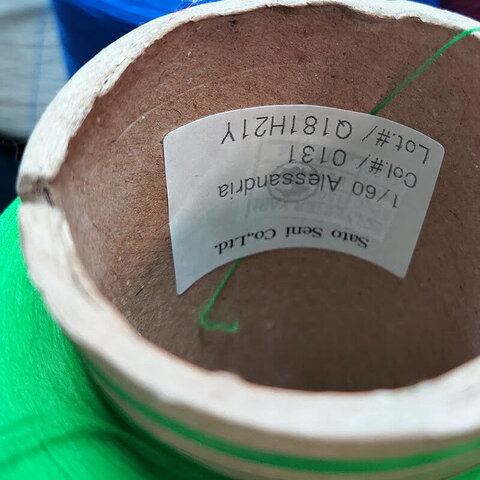 Sato Seni Co.,Ltd.
1/60 Alessandria
Col.#/ 0131
Lot.#/ Q181H21Y